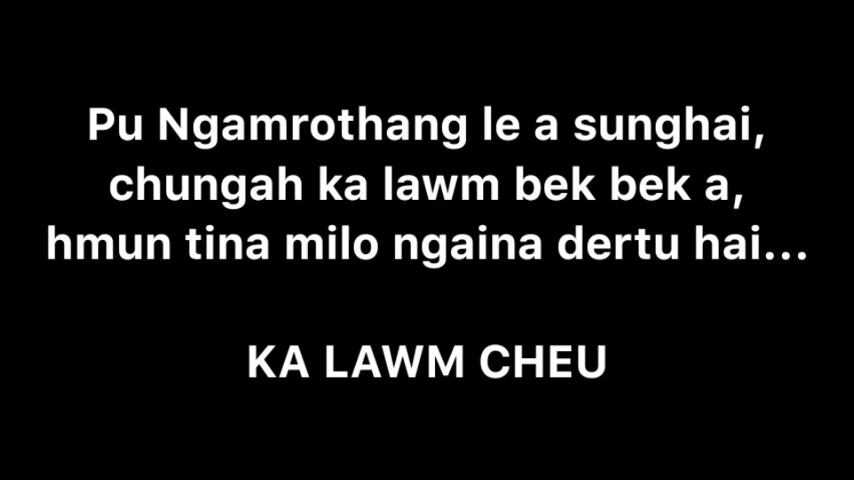 Pu Ngamrothang le a sunghai,
chungah ka lawm bek bek a,
hmun tina milo ngaina dertu hai...
KA LAWM CHEU